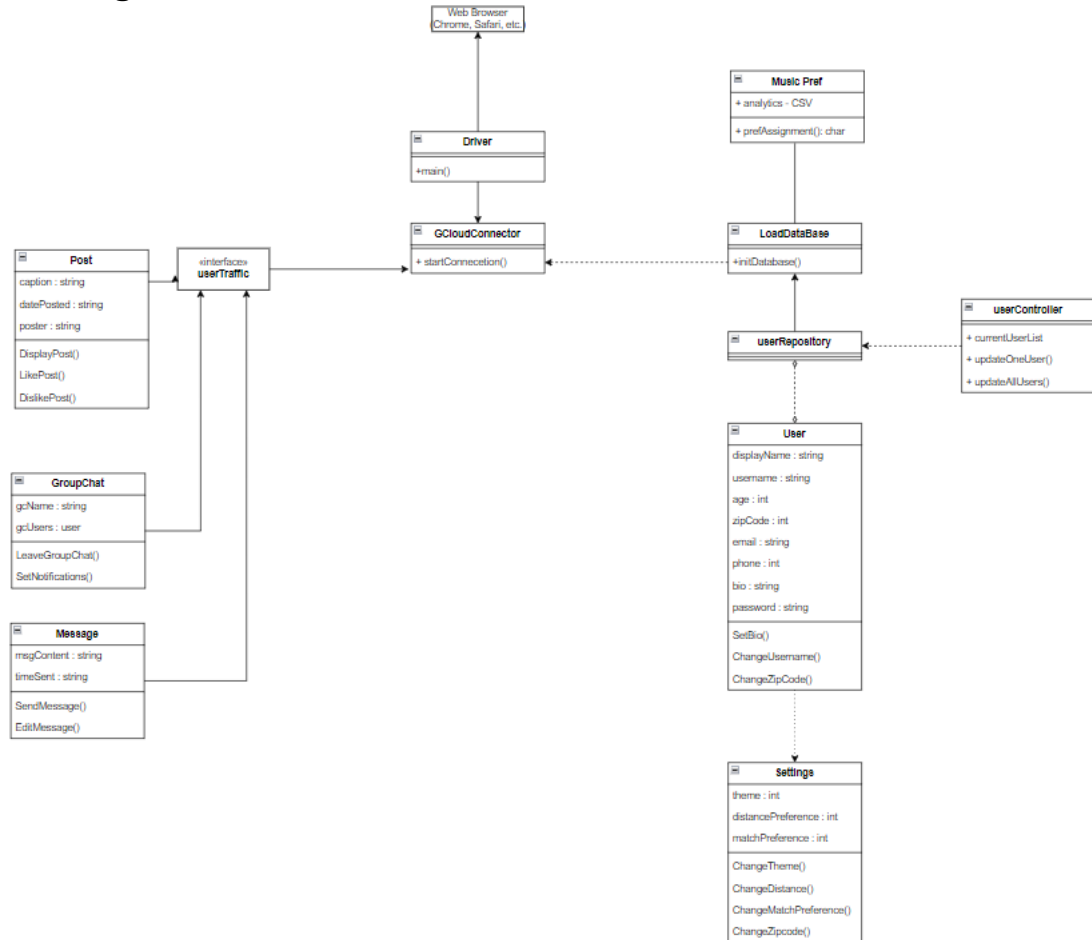 Web Browser
(Chrome, Safari, etc.)
Music Pref
+ analytics - CSV
+ prefAssignment(): char
Driver
+main()
GCloudConnector
+ startConnecetion()
LoadDataBase
+initDatabase()
Post
caption : string
datePosted : string
poster : string
DisplayPost()
LikePost()
DislikePost()
«interface»
userTraffic
userController
+ currentUserList
+ updateOneUser()
+ updateAllUsers()
userRepository
User
displayName : string
username : string
age : int
zipCode : int
email : string
phone : int
bio : string
password : string
SetBio()
ChangeUsername()
ChangeZipCode()
GroupChat
gcName : string
gcUsers : user
LeaveGroupChat()
SetNotifications()
Message
msgContent : string
timeSent : string
SendMessage()
EditMessage()
Settings
theme : int
distancePreference : int
matchPreference : int
ChangeTheme()
ChangeDistance()
ChangeMatchPreference()
ChangeZipcode()